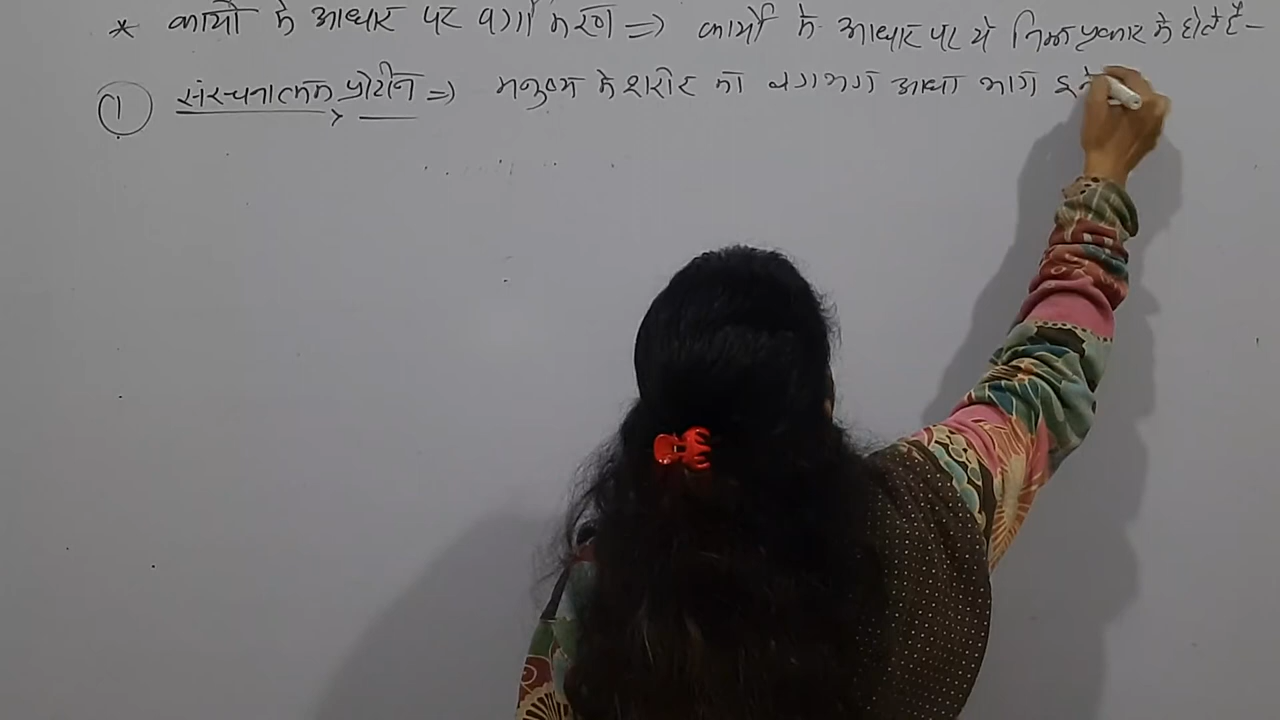 * कार्यों के आधार पर वर्गीकरण => कार्यों के आधार पर ये निम्न प्रकार के होते हैं -
① संरचनात्मक प्रोटीन => मनुष्य के शरीर का लगभग आधा भाग